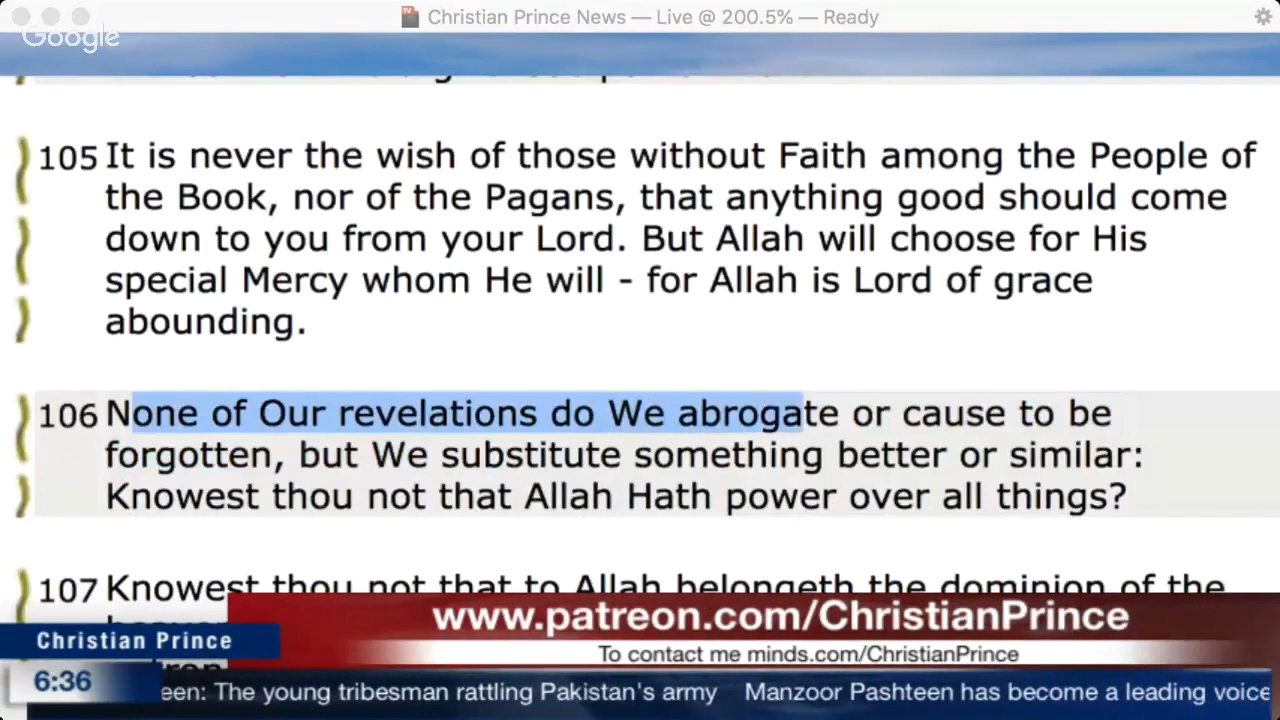 Christian Prince News — Live @ 200.5% — Ready
Google
105 It is never the wish of those without Faith among the People of
the Book, nor of the Pagans, that anything good should come
down to you from your Lord. But Allah will choose for His
special Mercy whom He will - for Allah is Lord of grace
abounding.
106 None of Our revelations do We abrogate or cause to be
forgotten, but We substitute something better or similar:
Knowest thou not that Allah Hath power over all things?
107 Knowest thou not that to Allah belongeth the dominion of the
www.patreon.com/ChristianPrince
Christian Prince
To contact me minds.com/ChristianPrince
6:36
een: The young tribesman rattling Pakistan's army Manzoor Pashteen has become a leading voice